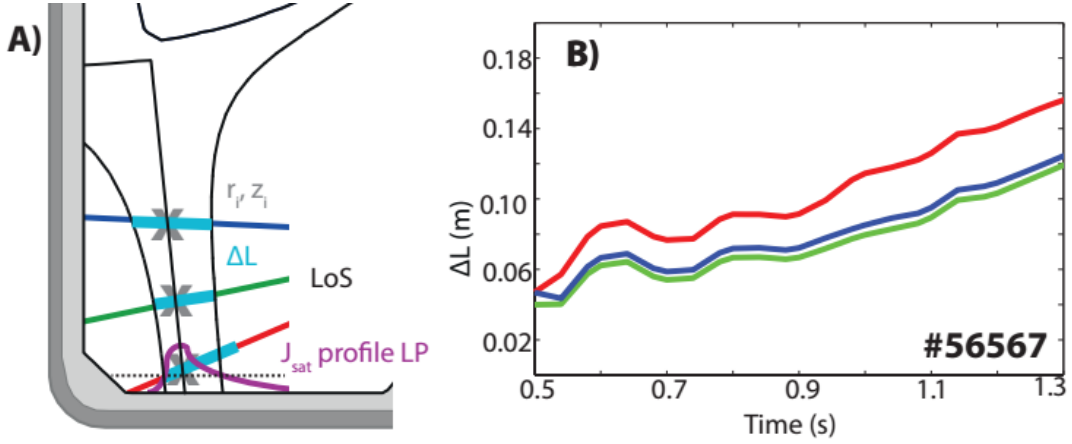 A)
r_i, z_i
ΔL
LoS
J_sat profile LP
B)
ΔL (m)
0.18
0.14
0.10
0.06
0.02
#56567
0.5 0.7 0.9 1.1 1.3
Time (s)